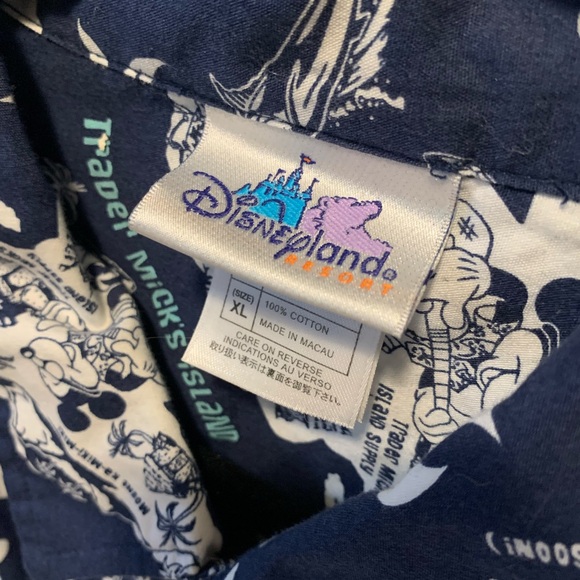 Trader Mick's Island
Disneyland®
RESORT
(SIZE)
XL
100% COTTON
MADE IN MACAU
CARE ON REVERSE
INDICATIONS AU VERSO
取り扱い表示は裏面を御覧下さい。
Trader Mic
Island Supply